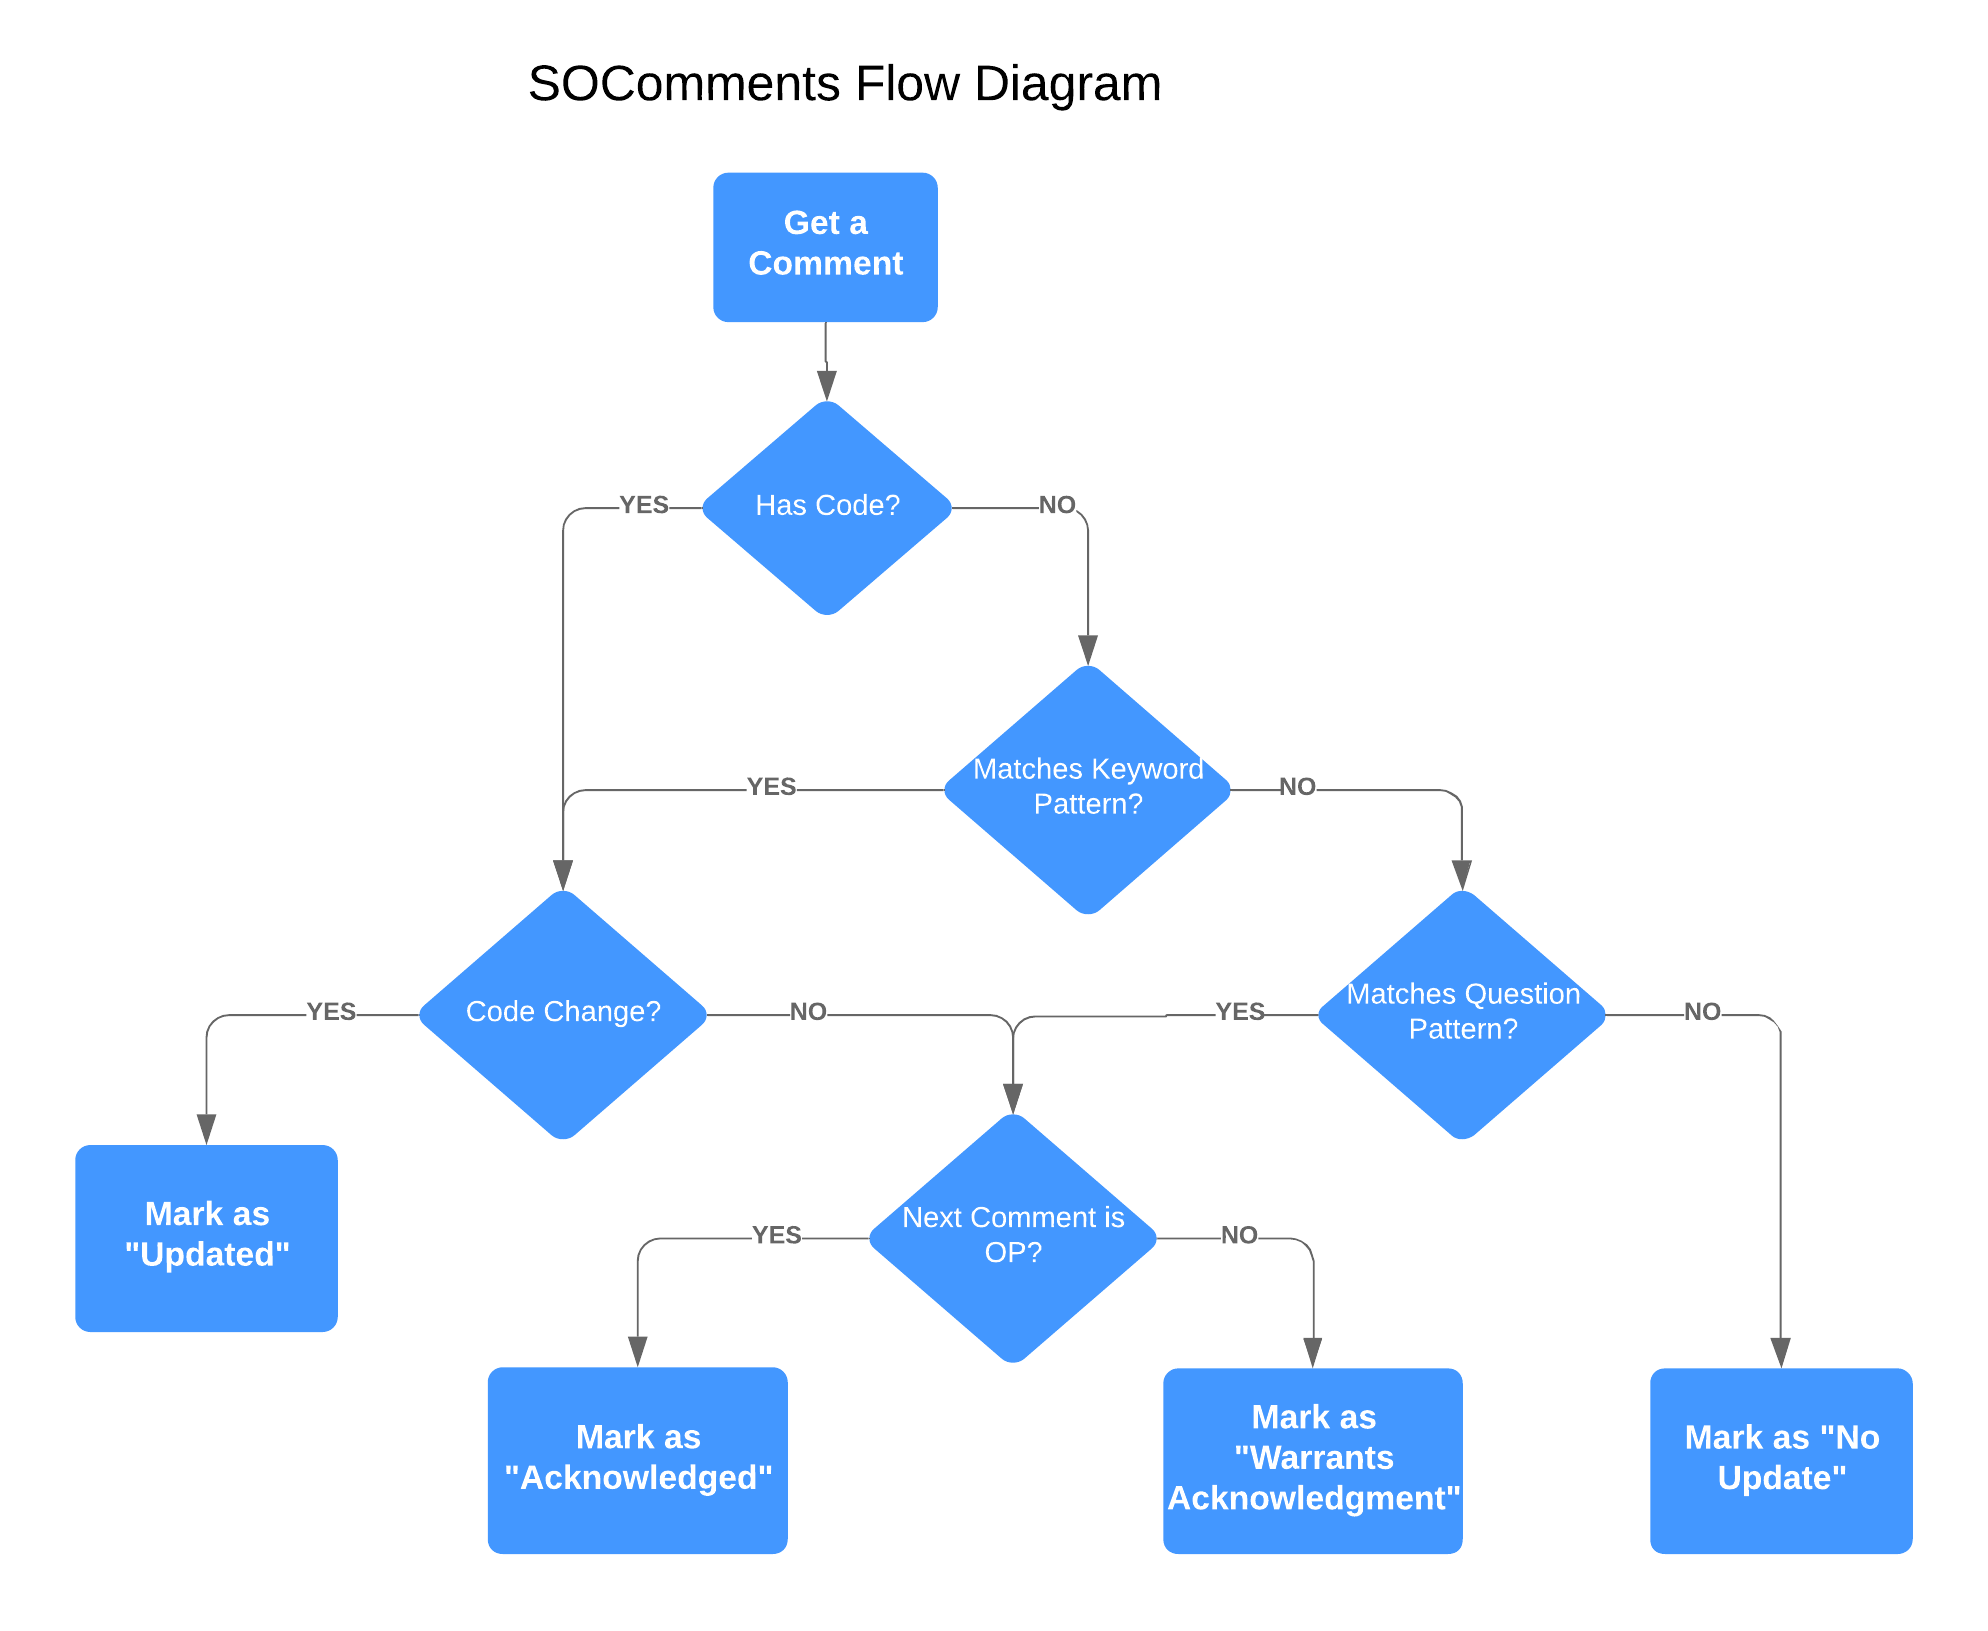 SOComments Flow Diagram
Get a
Comment
YES
Has Code?
NO
Matches Keyword
Pattern?
YES
NO
Code Change?
Matches Question
Pattern?
YES
NO
YES
NO
Mark as
"Updated"
Next Comment is
OP?
YES
NO
Mark as
"Acknowledged"
Mark as
"Warrants
Acknowledgment"
Mark as "No
Update"